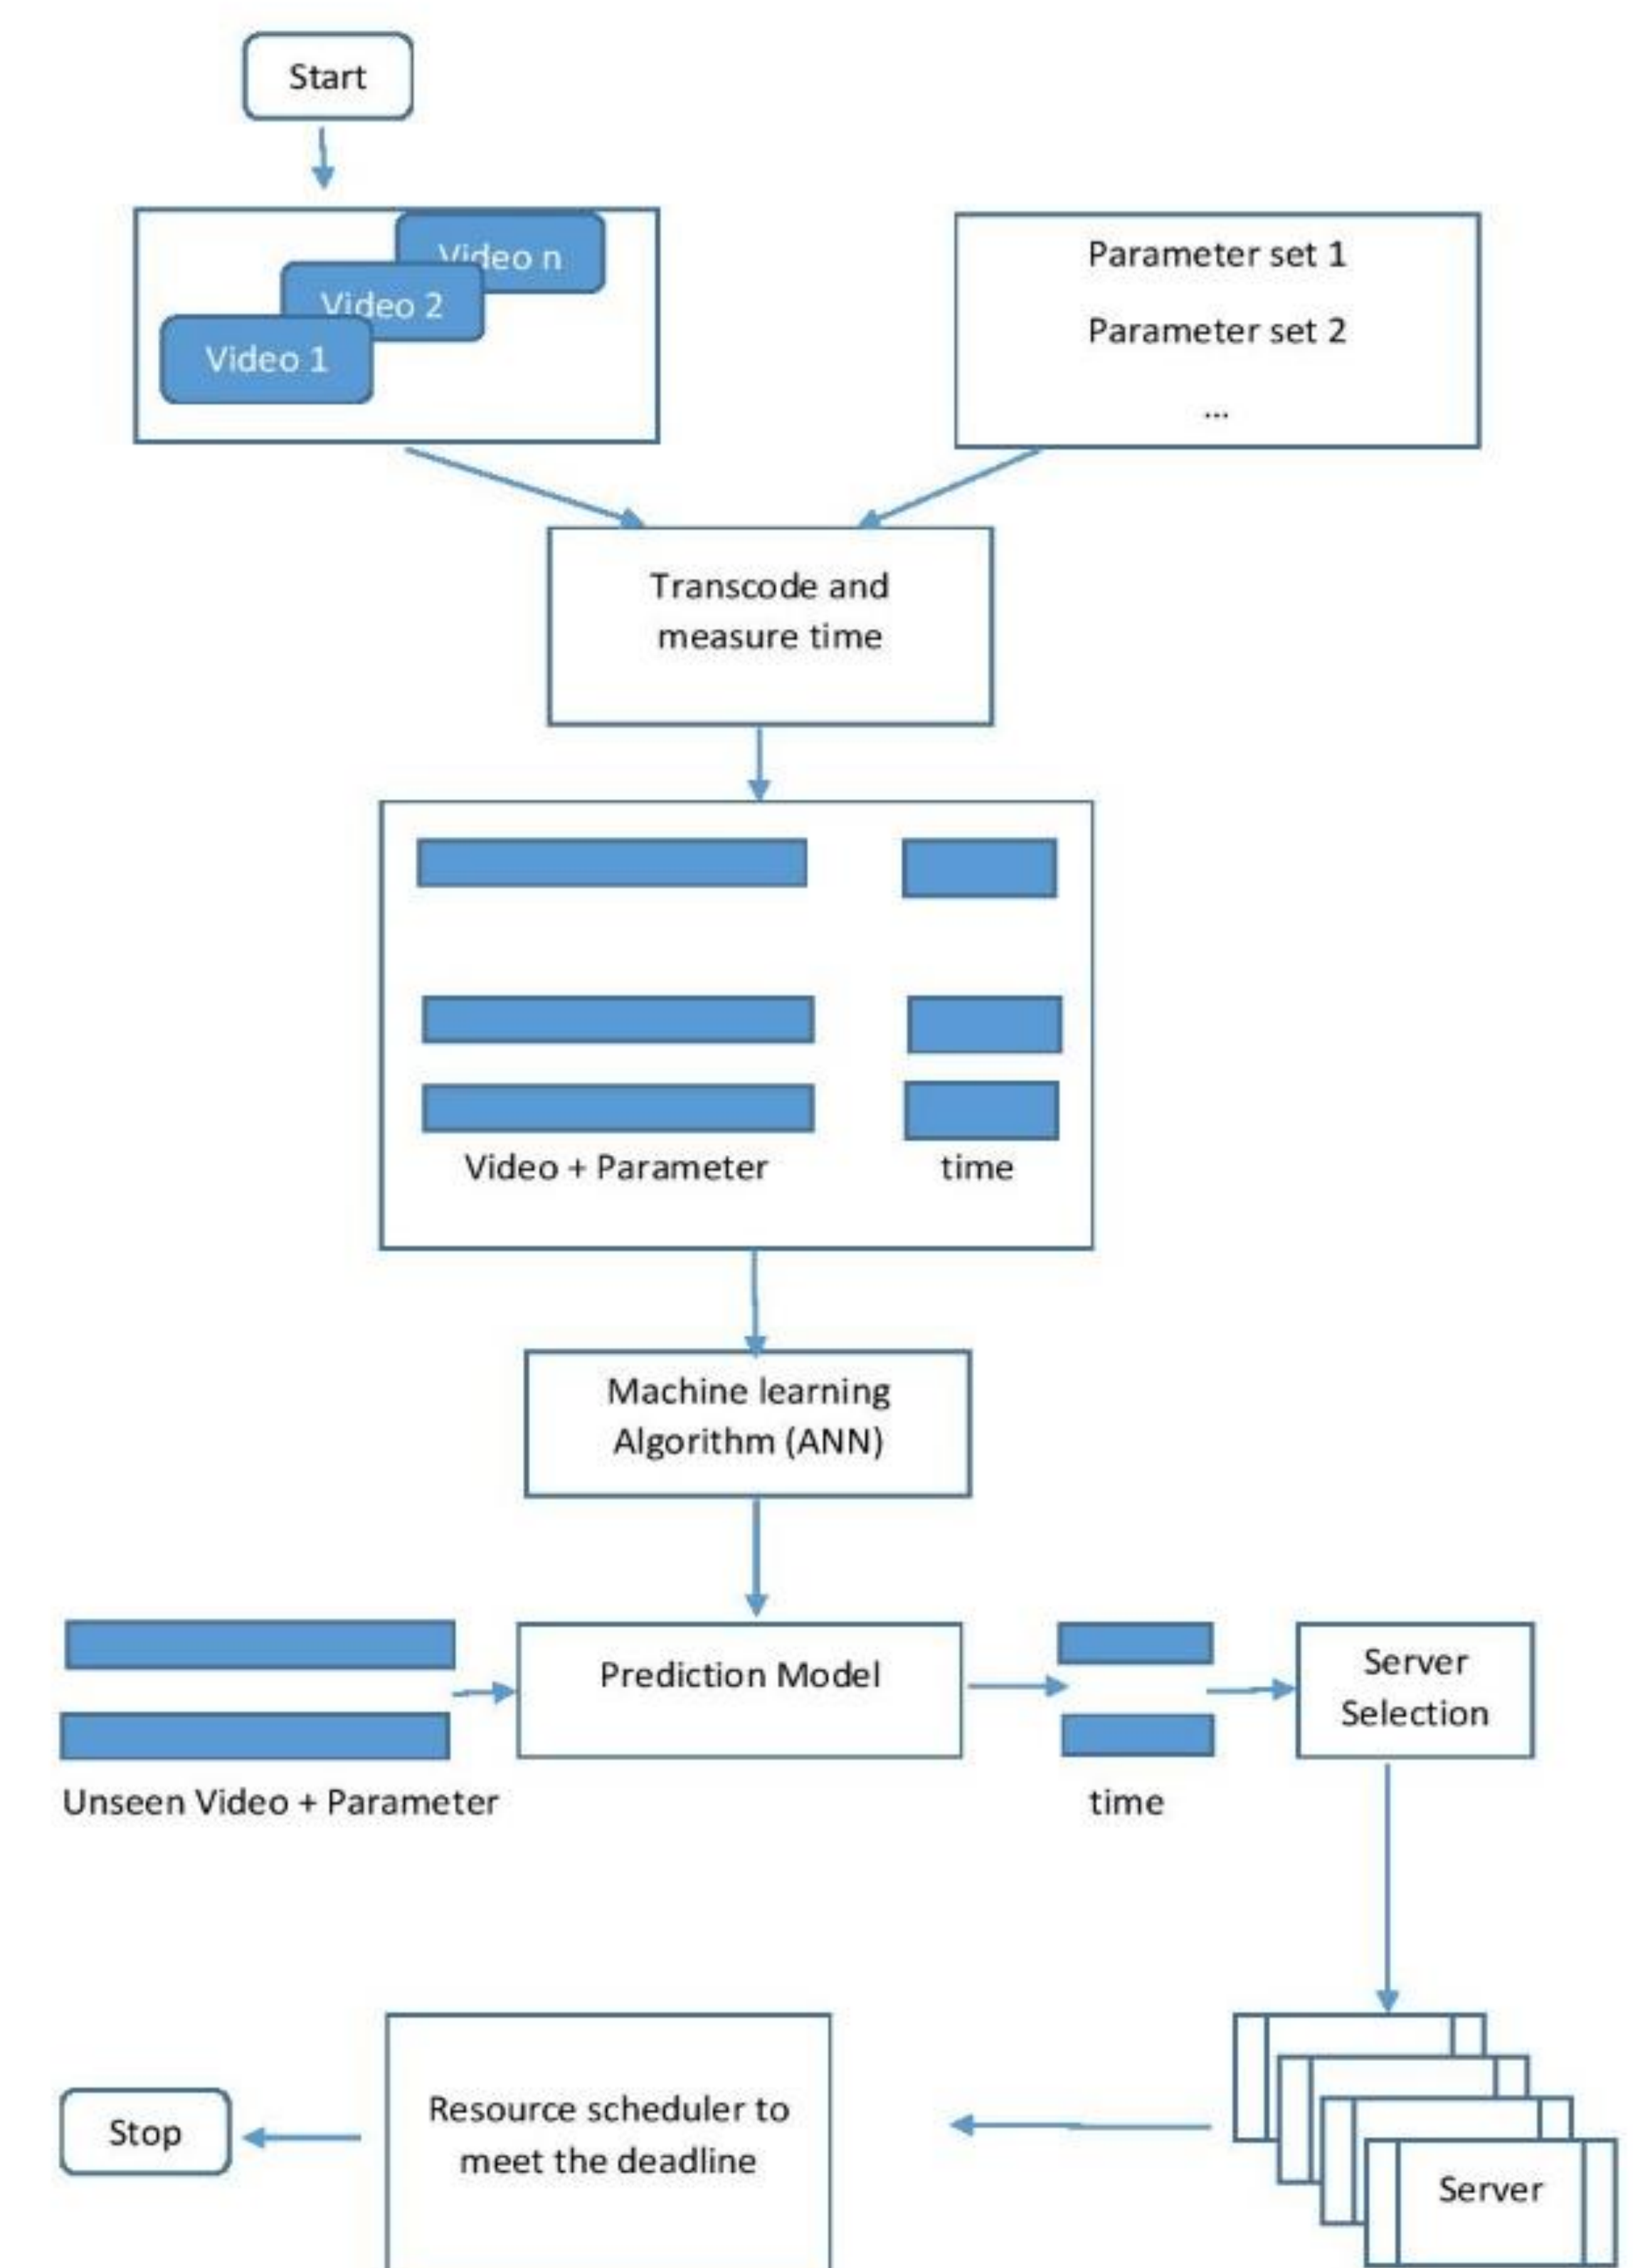 Start
Video n
Video 2
Video 1
Parameter set 1
Parameter set 2
...
Transcode and
measure time
Video + Parameter
time
Machine learning
Algorithm (ANN)
Prediction Model
Server
Selection
Unseen Video + Parameter
time
Stop
Resource scheduler to
meet the deadline
Server